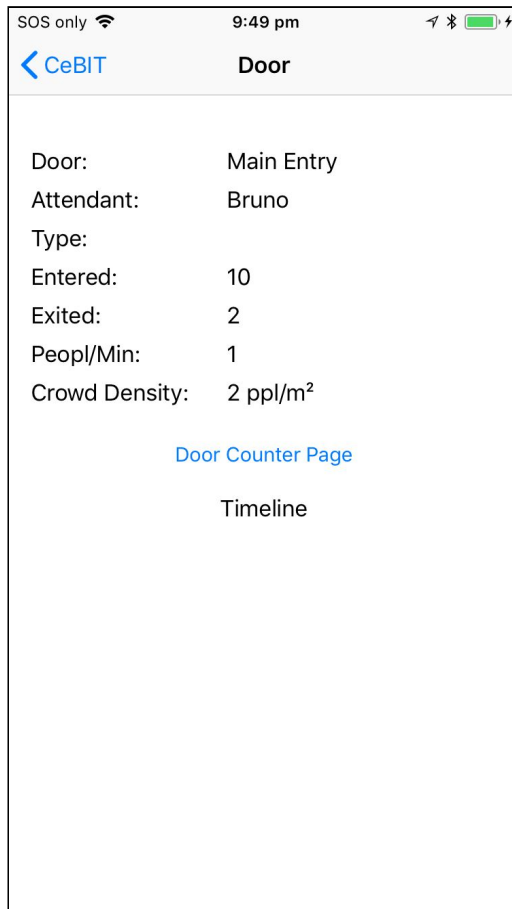 SOS only 9:49 pm
CeBIT Door
Door: Main Entry
Attendant: Bruno
Type:
Entered: 10
Exited: 2
Peopl/Min: 1
Crowd Density: 2 ppl/m²
Door Counter Page
Timeline